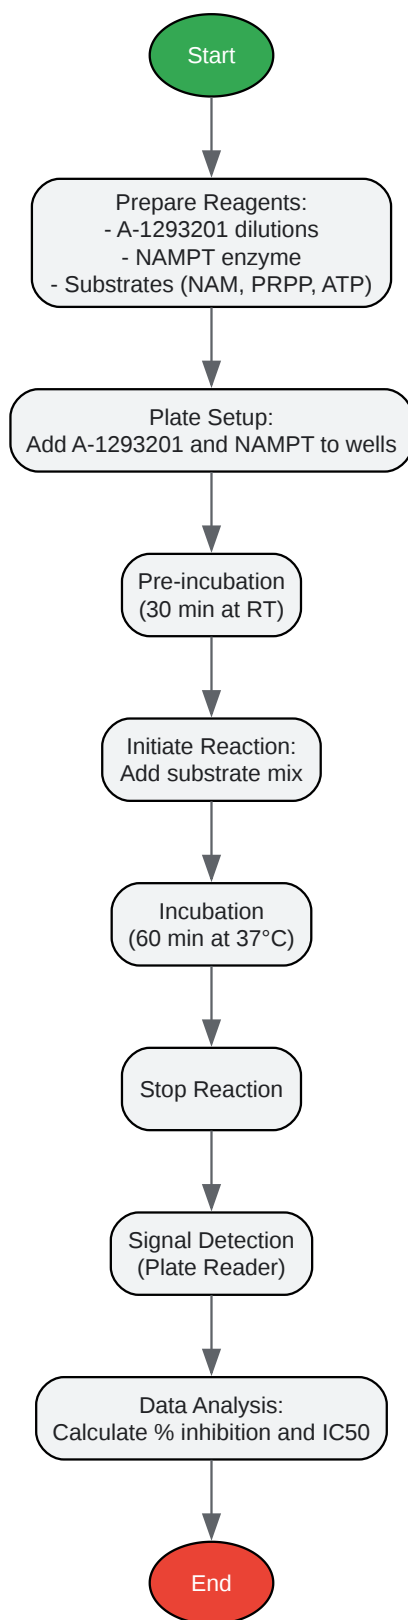 Start
Prepare Reagents:
- A-1293201 dilutions
- NAMPT enzyme
- Substrates (NAM, PRPP, ATP)
Plate Setup:
Add A-1293201 and NAMPT to wells
Pre-incubation
(30 min at RT)
Initiate Reaction:
Add substrate mix
Incubation
(60 min at 37°C)
Stop Reaction
Signal Detection
(Plate Reader)
Data Analysis:
Calculate % inhibition and IC50
End